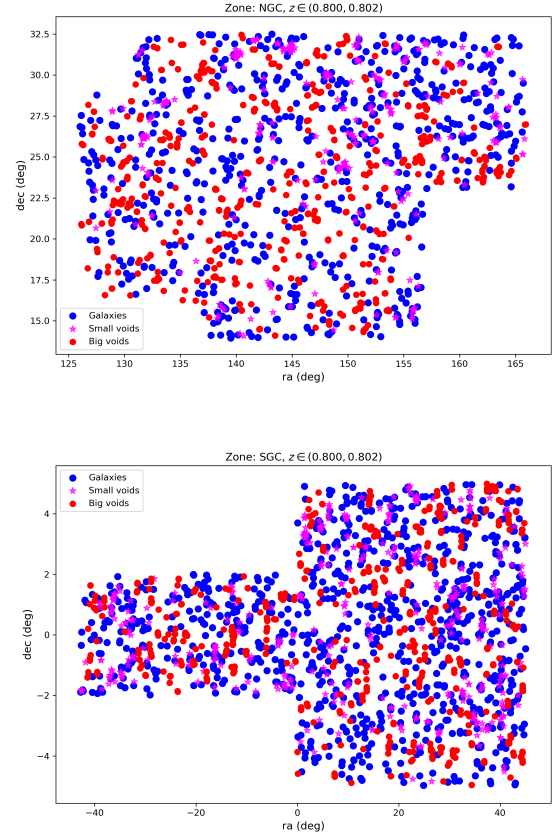 Zone: NGC, z ∈ (0.800, 0.802)
32.5
30.0
27.5
25.0
22.5
20.0
17.5
15.0
dec (deg)
Galaxies
Small voids
Big voids
125 130 135 140 145 150 155 160 165
ra (deg)
Zone: SGC, z ∈ (0.800, 0.802)
Galaxies
Small voids
Big voids
4
2
0
−2
−4
dec (deg)
−40 −20 0 20 40
ra (deg)